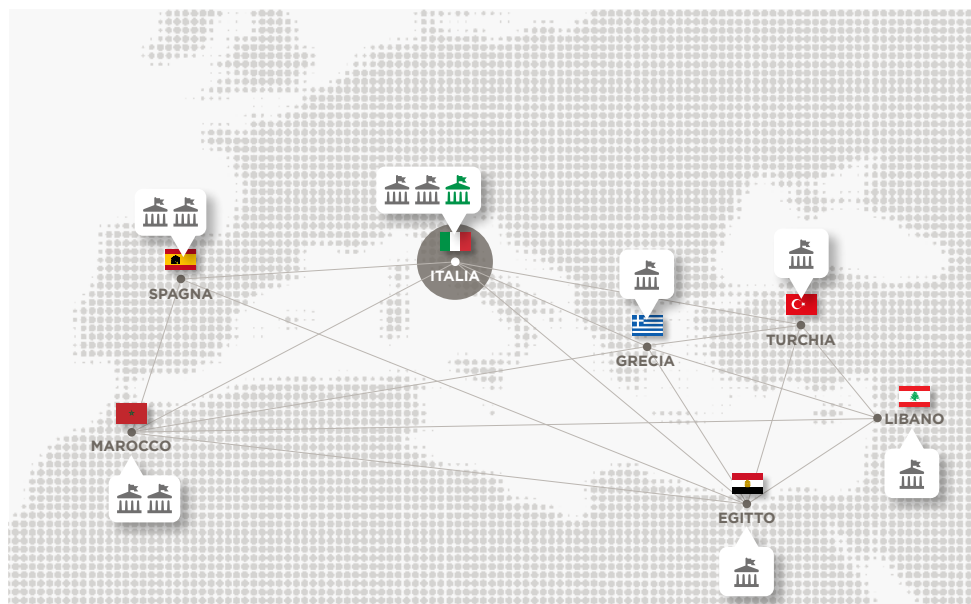 ITALIA
SPAGNA
GRECIA
TURCHIA
LIBANO
MAROCCO
EGITTO